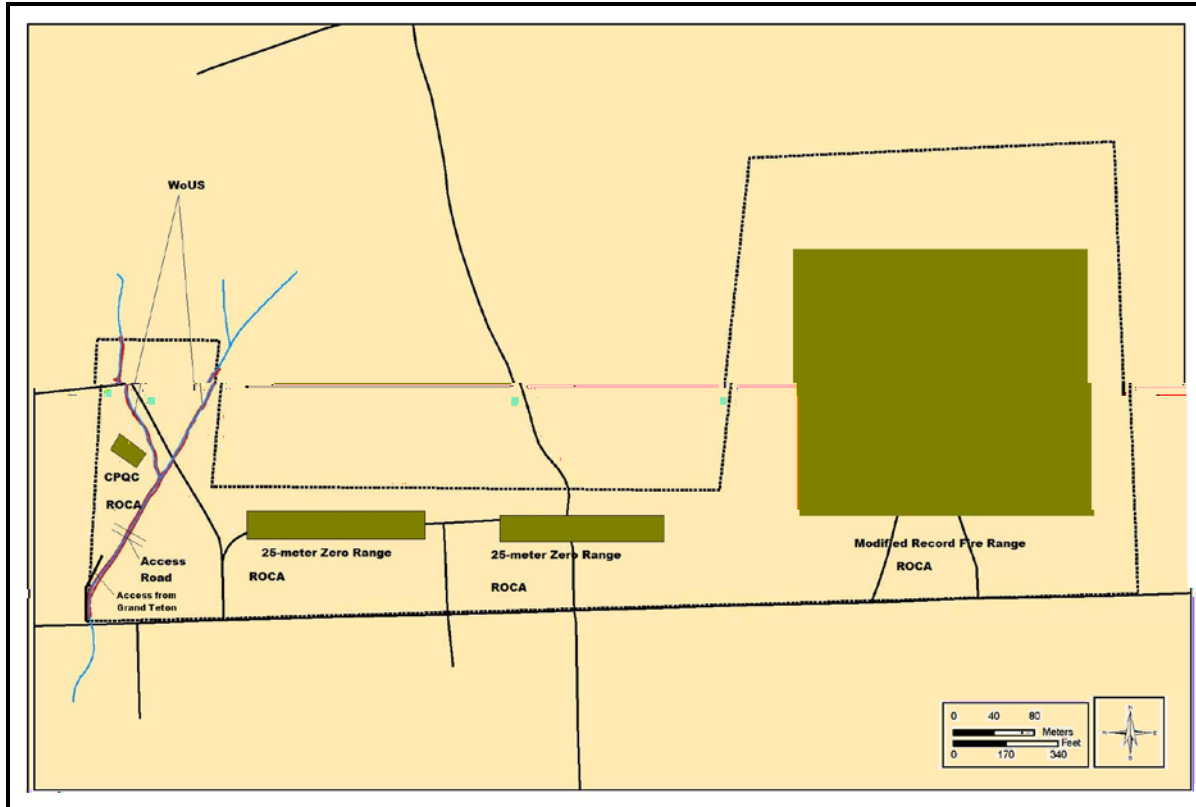 WoUS
CPQC
ROCA
Access
Road
Access from
Grand Teton
25-meter Zero Range
ROCA
25-meter Zero Range
ROCA
Modified Record Fire Range
ROCA
0 40 80
Meters
Feet
0 170 340
N
W E
S